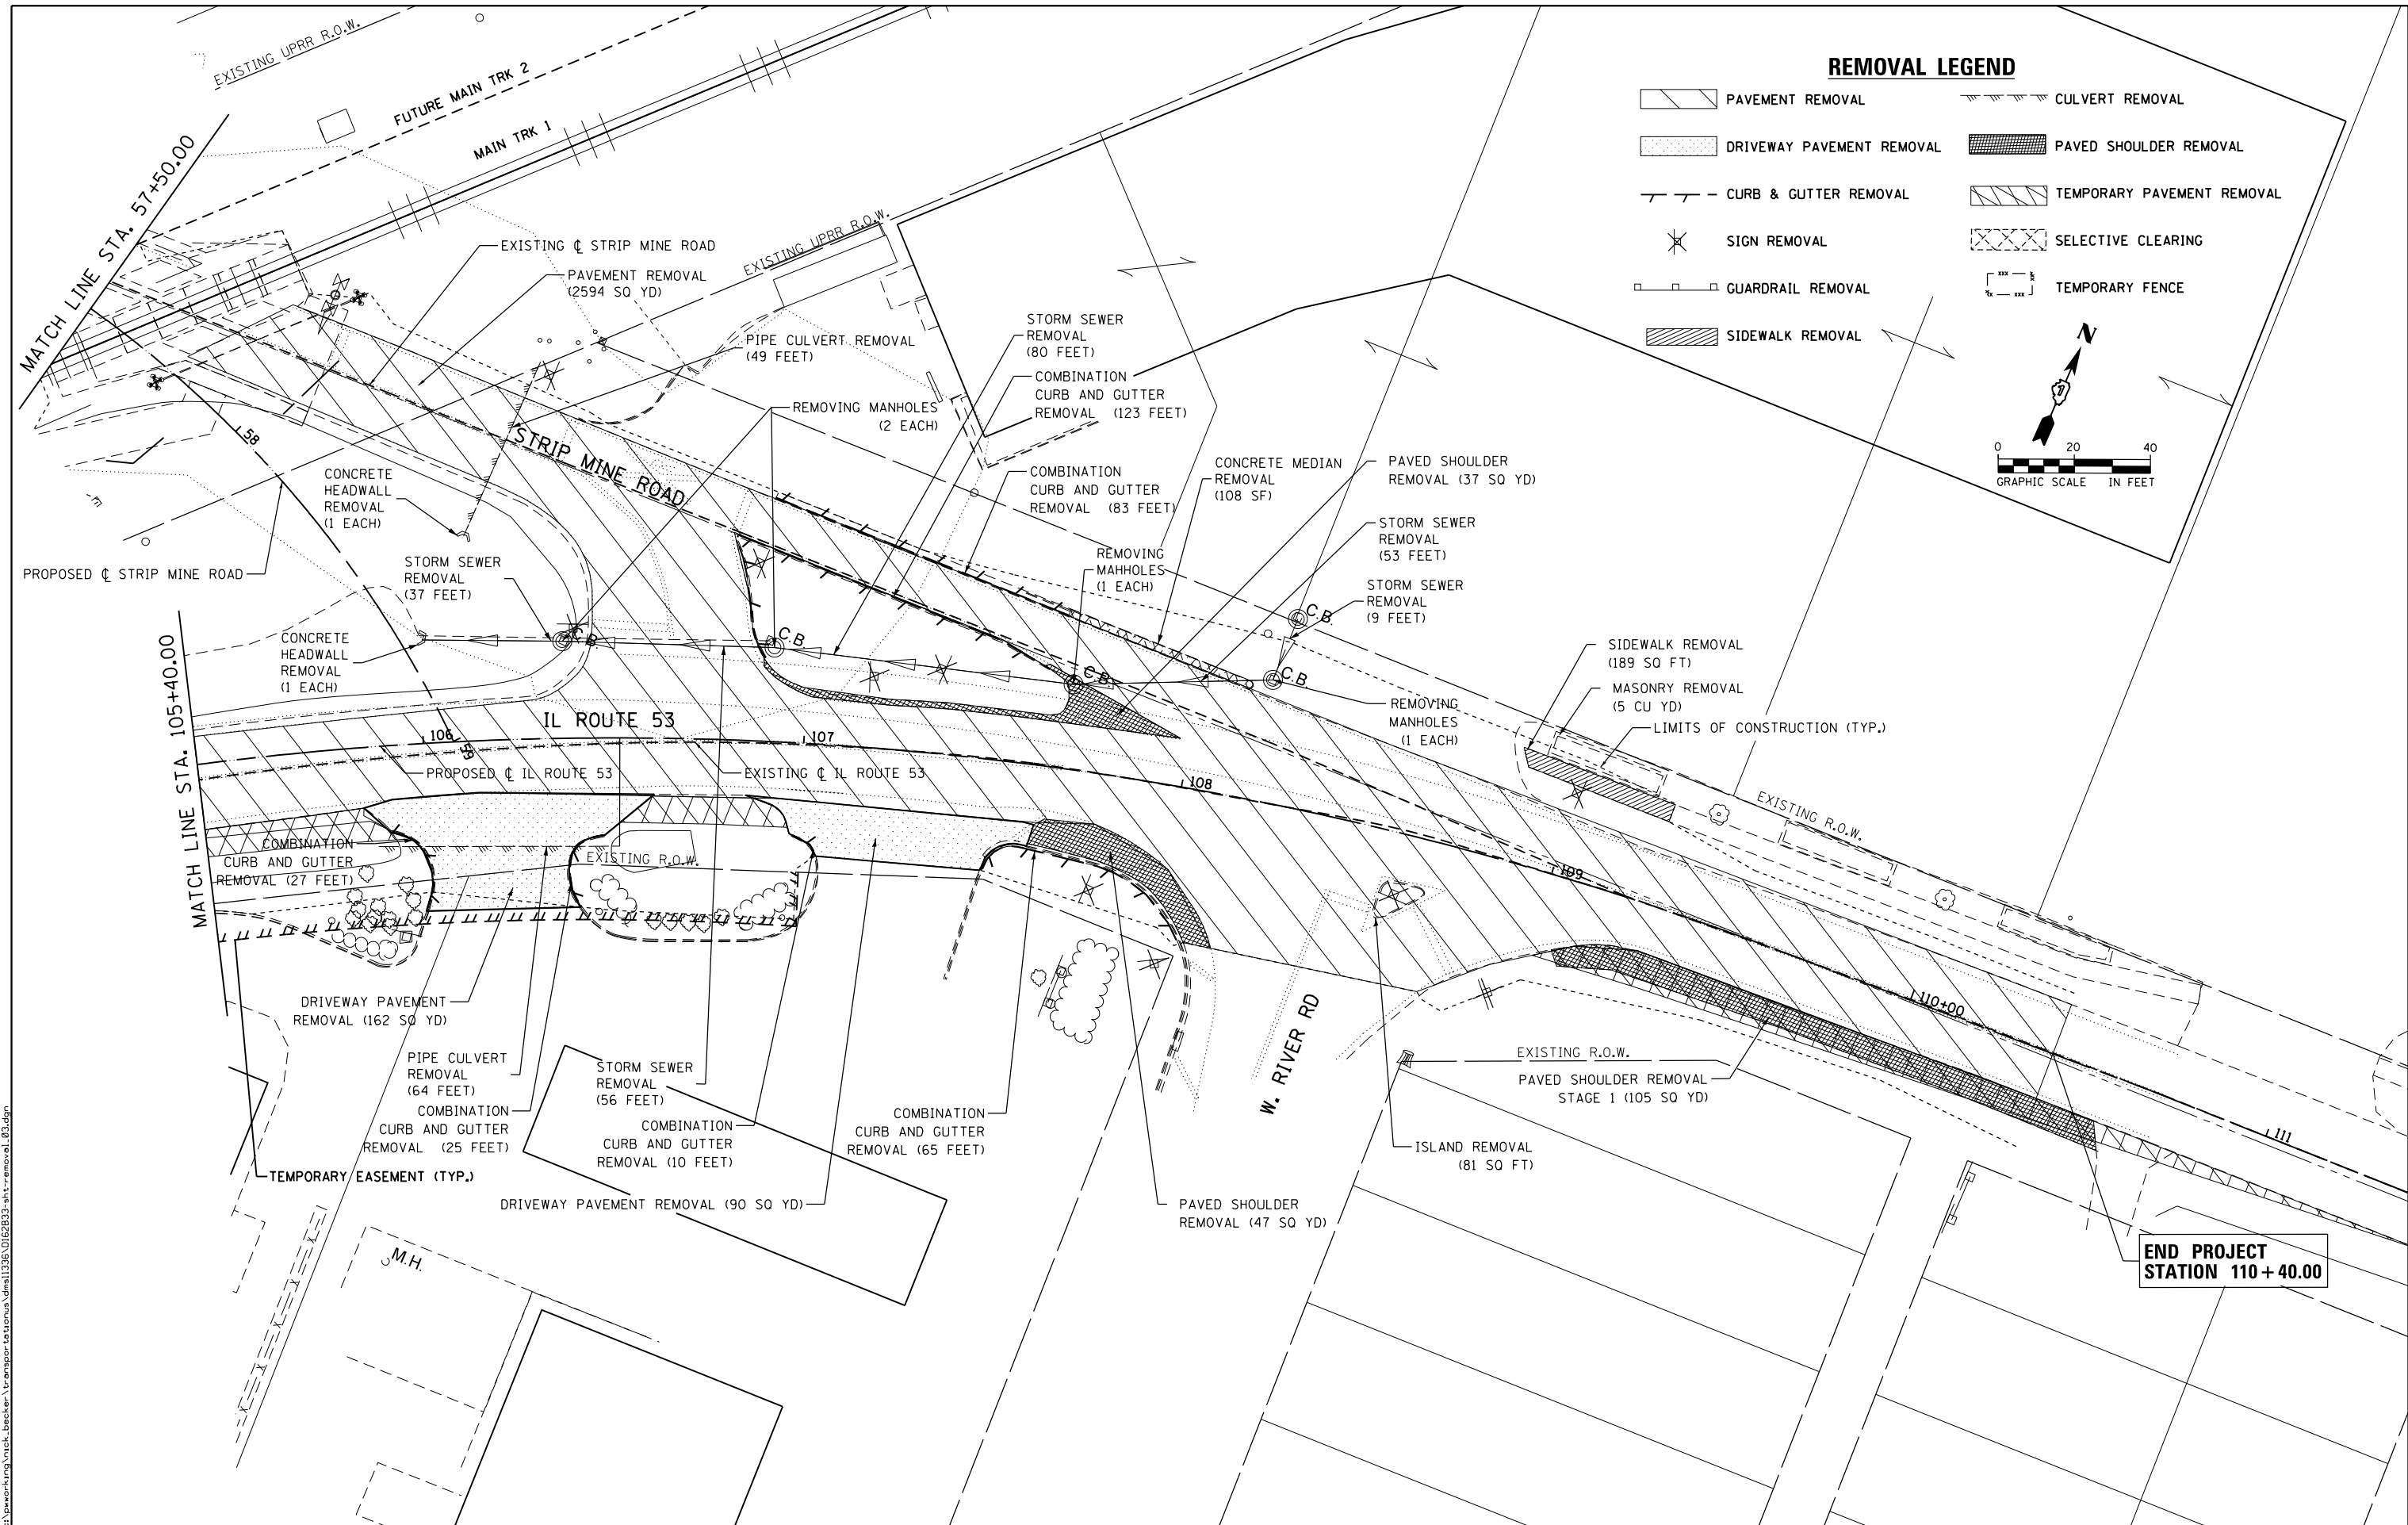 EXISTING UPRR R.O.W.
FUTURE MAIN TRK 2
MAIN TRK 1
MATCH LINE STA. 57+50.00
REMOVAL LEGEND
PAVEMENT REMOVAL
DRIVEWAY PAVEMENT REMOVAL
CURB & GUTTER REMOVAL
SIGN REMOVAL
GUARDRAIL REMOVAL
SIDEWALK REMOVAL
CULVERT REMOVAL
PAVED SHOULDER REMOVAL
TEMPORARY PAVEMENT REMOVAL
SELECTIVE CLEARING
TEMPORARY FENCE
N
0 20 40
GRAPHIC SCALE IN FEET
EXISTING ℄ STRIP MINE ROAD
PAVEMENT REMOVAL
(2594 SQ YD)
EXISTING UPRR R.O.W.
PIPE CULVERT REMOVAL
(49 FEET)
STORM SEWER
REMOVAL
(80 FEET)
COMBINATION
CURB AND GUTTER
REMOVAL (123 FEET)
REMOVING MANHOLES
(2 EACH)
58
STRIP MINE ROAD
CONCRETE
HEADWALL
REMOVAL
(1 EACH)
COMBINATION
CURB AND GUTTER
REMOVAL (83 FEET)
CONCRETE MEDIAN
REMOVAL
(108 SF)
PAVED SHOULDER
REMOVAL (37 SQ YD)
STORM SEWER
REMOVAL
(53 FEET)
REMOVING
MAHHOLES
(1 EACH)
STORM SEWER
REMOVAL
(9 FEET)
PROPOSED ℄ STRIP MINE ROAD
STORM SEWER
REMOVAL
(37 FEET)
C.B.
C.B.
C.B.
C.B.
C.B.
CONCRETE
HEADWALL
REMOVAL
(1 EACH)
MATCH LINE STA. 105+40.00
SIDEWALK REMOVAL
(189 SQ FT)
MASONRY REMOVAL
(5 CU YD)
LIMITS OF CONSTRUCTION (TYP.)
REMOVING
MANHOLES
(1 EACH)
IL ROUTE 53
106
59
107
108
109
110+00
111
PROPOSED ℄ IL ROUTE 53
EXISTING ℄ IL ROUTE 53
EXISTING R.O.W.
COMBINATION
CURB AND GUTTER
REMOVAL (27 FEET)
EXISTING R.O.W.
DRIVEWAY PAVEMENT
REMOVAL (162 SQ YD)
PIPE CULVERT
REMOVAL
(64 FEET)
STORM SEWER
REMOVAL
(56 FEET)
COMBINATION
CURB AND GUTTER
REMOVAL (25 FEET)
COMBINATION
CURB AND GUTTER
REMOVAL (10 FEET)
COMBINATION
CURB AND GUTTER
REMOVAL (65 FEET)
TEMPORARY EASEMENT (TYP.)
DRIVEWAY PAVEMENT REMOVAL (90 SQ YD)
PAVED SHOULDER
REMOVAL (47 SQ YD)
W. RIVER RD
EXISTING R.O.W.
PAVED SHOULDER REMOVAL
STAGE 1 (105 SQ YD)
ISLAND REMOVAL
(81 SQ FT)
END PROJECT
STATION 110+40.00
M.H.